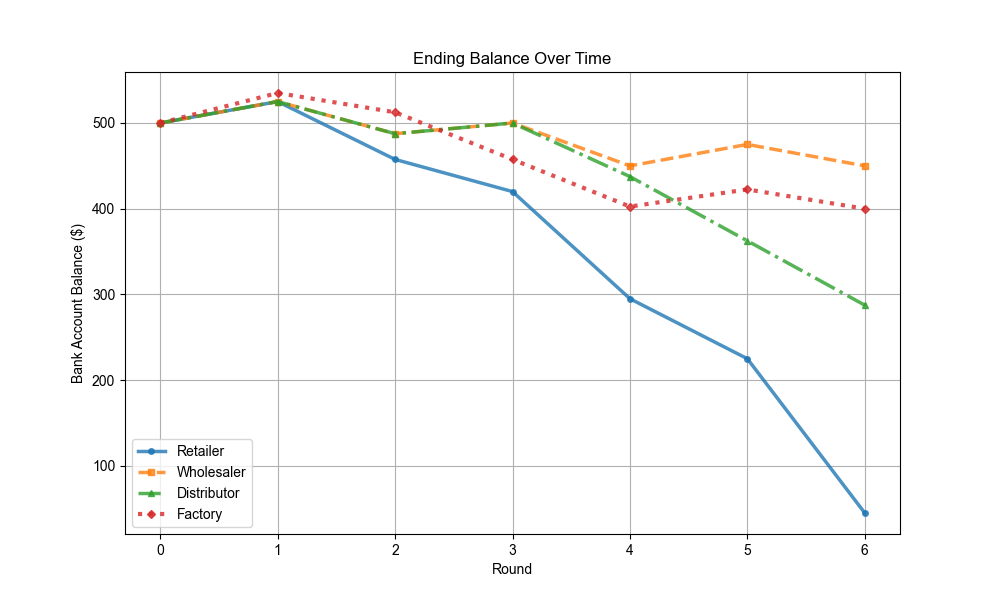 Ending Balance Over Time
Bank Account Balance ($)
500
400
300
200
100
Retailer
Wholesaler
Distributor
Factory
0 1 2 3 4 5 6
Round